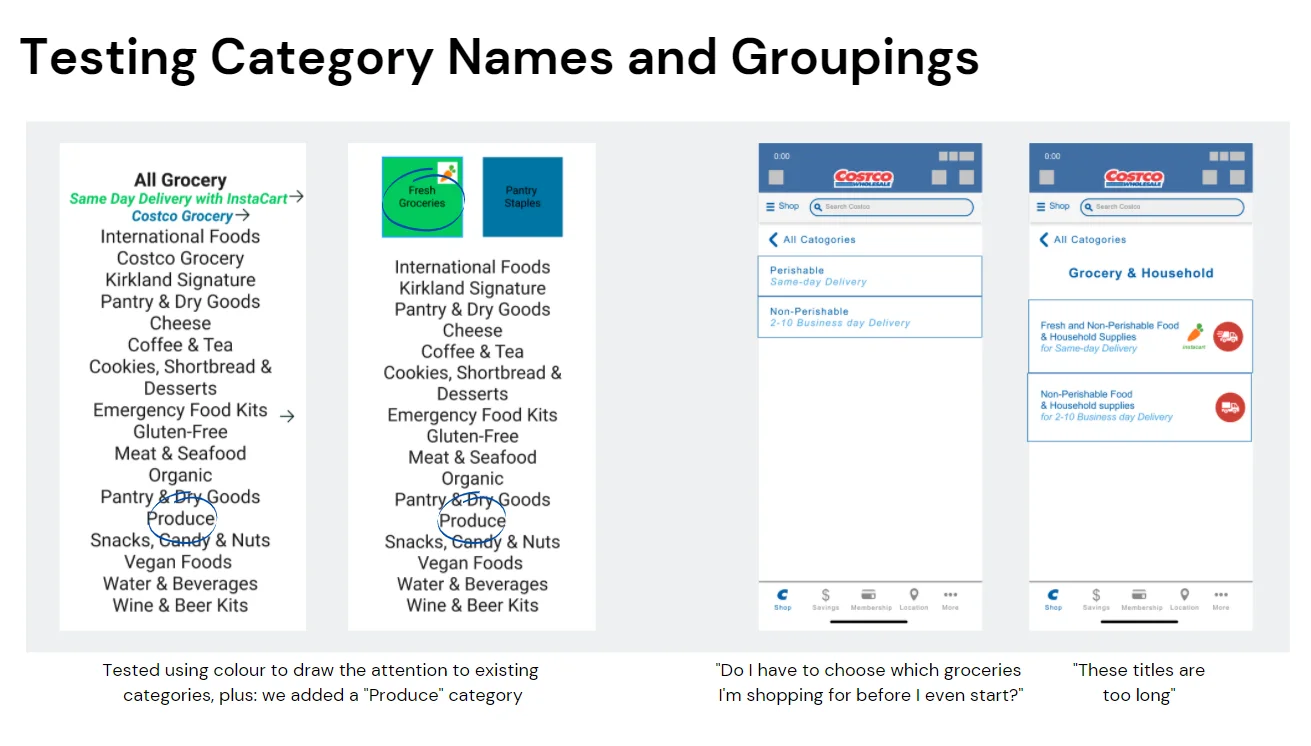 Testing Category Names and Groupings
All Grocery
Same Day Delivery with InstaCart
Costco Grocery
International Foods
Costco Grocery
Kirkland Signature
Pantry & Dry Goods
Cheese
Coffee & Tea
Cookies, Shortbread &
Desserts
Emergency Food Kits
Gluten-Free
Meat & Seafood
Organic
Pantry & Dry Goods
Produce
Snacks, Candy & Nuts
Vegan Foods
Water & Beverages
Wine & Beer Kits
Fresh
Groceries
Pantry
Staples
International Foods
Kirkland Signature
Pantry & Dry Goods
Cheese
Coffee & Tea
Cookies, Shortbread &
Desserts
Emergency Food Kits
Gluten-Free
Meat & Seafood
Organic
Pantry & Dry Goods
Produce
Snacks, Candy & Nuts
Vegan Foods
Water & Beverages
Wine & Beer Kits
Tested using colour to draw the attention to existing
categories, plus: we added a "Produce" category
0:00
COSTCO
WHOLESALE
Shop
Search Costco
All Catogories
Perishable
Same-day Delivery
Non-Perishable
2-10 Business day Delivery
Shop
Savings
Membership
Location
More
"Do I have to choose which groceries
I'm shopping for before I even start?"
0:00
COSTCO
WHOLESALE
Shop
Search Costco
All Catogories
Grocery & Household
Fresh and Non-Perishable Food
& Household Supplies
for Same-day Delivery
instacart
Non-Perishable Food
& Household supplies
for 2-10 Business day Delivery
Shop
Savings
Membership
Location
More
"These titles are
too long"